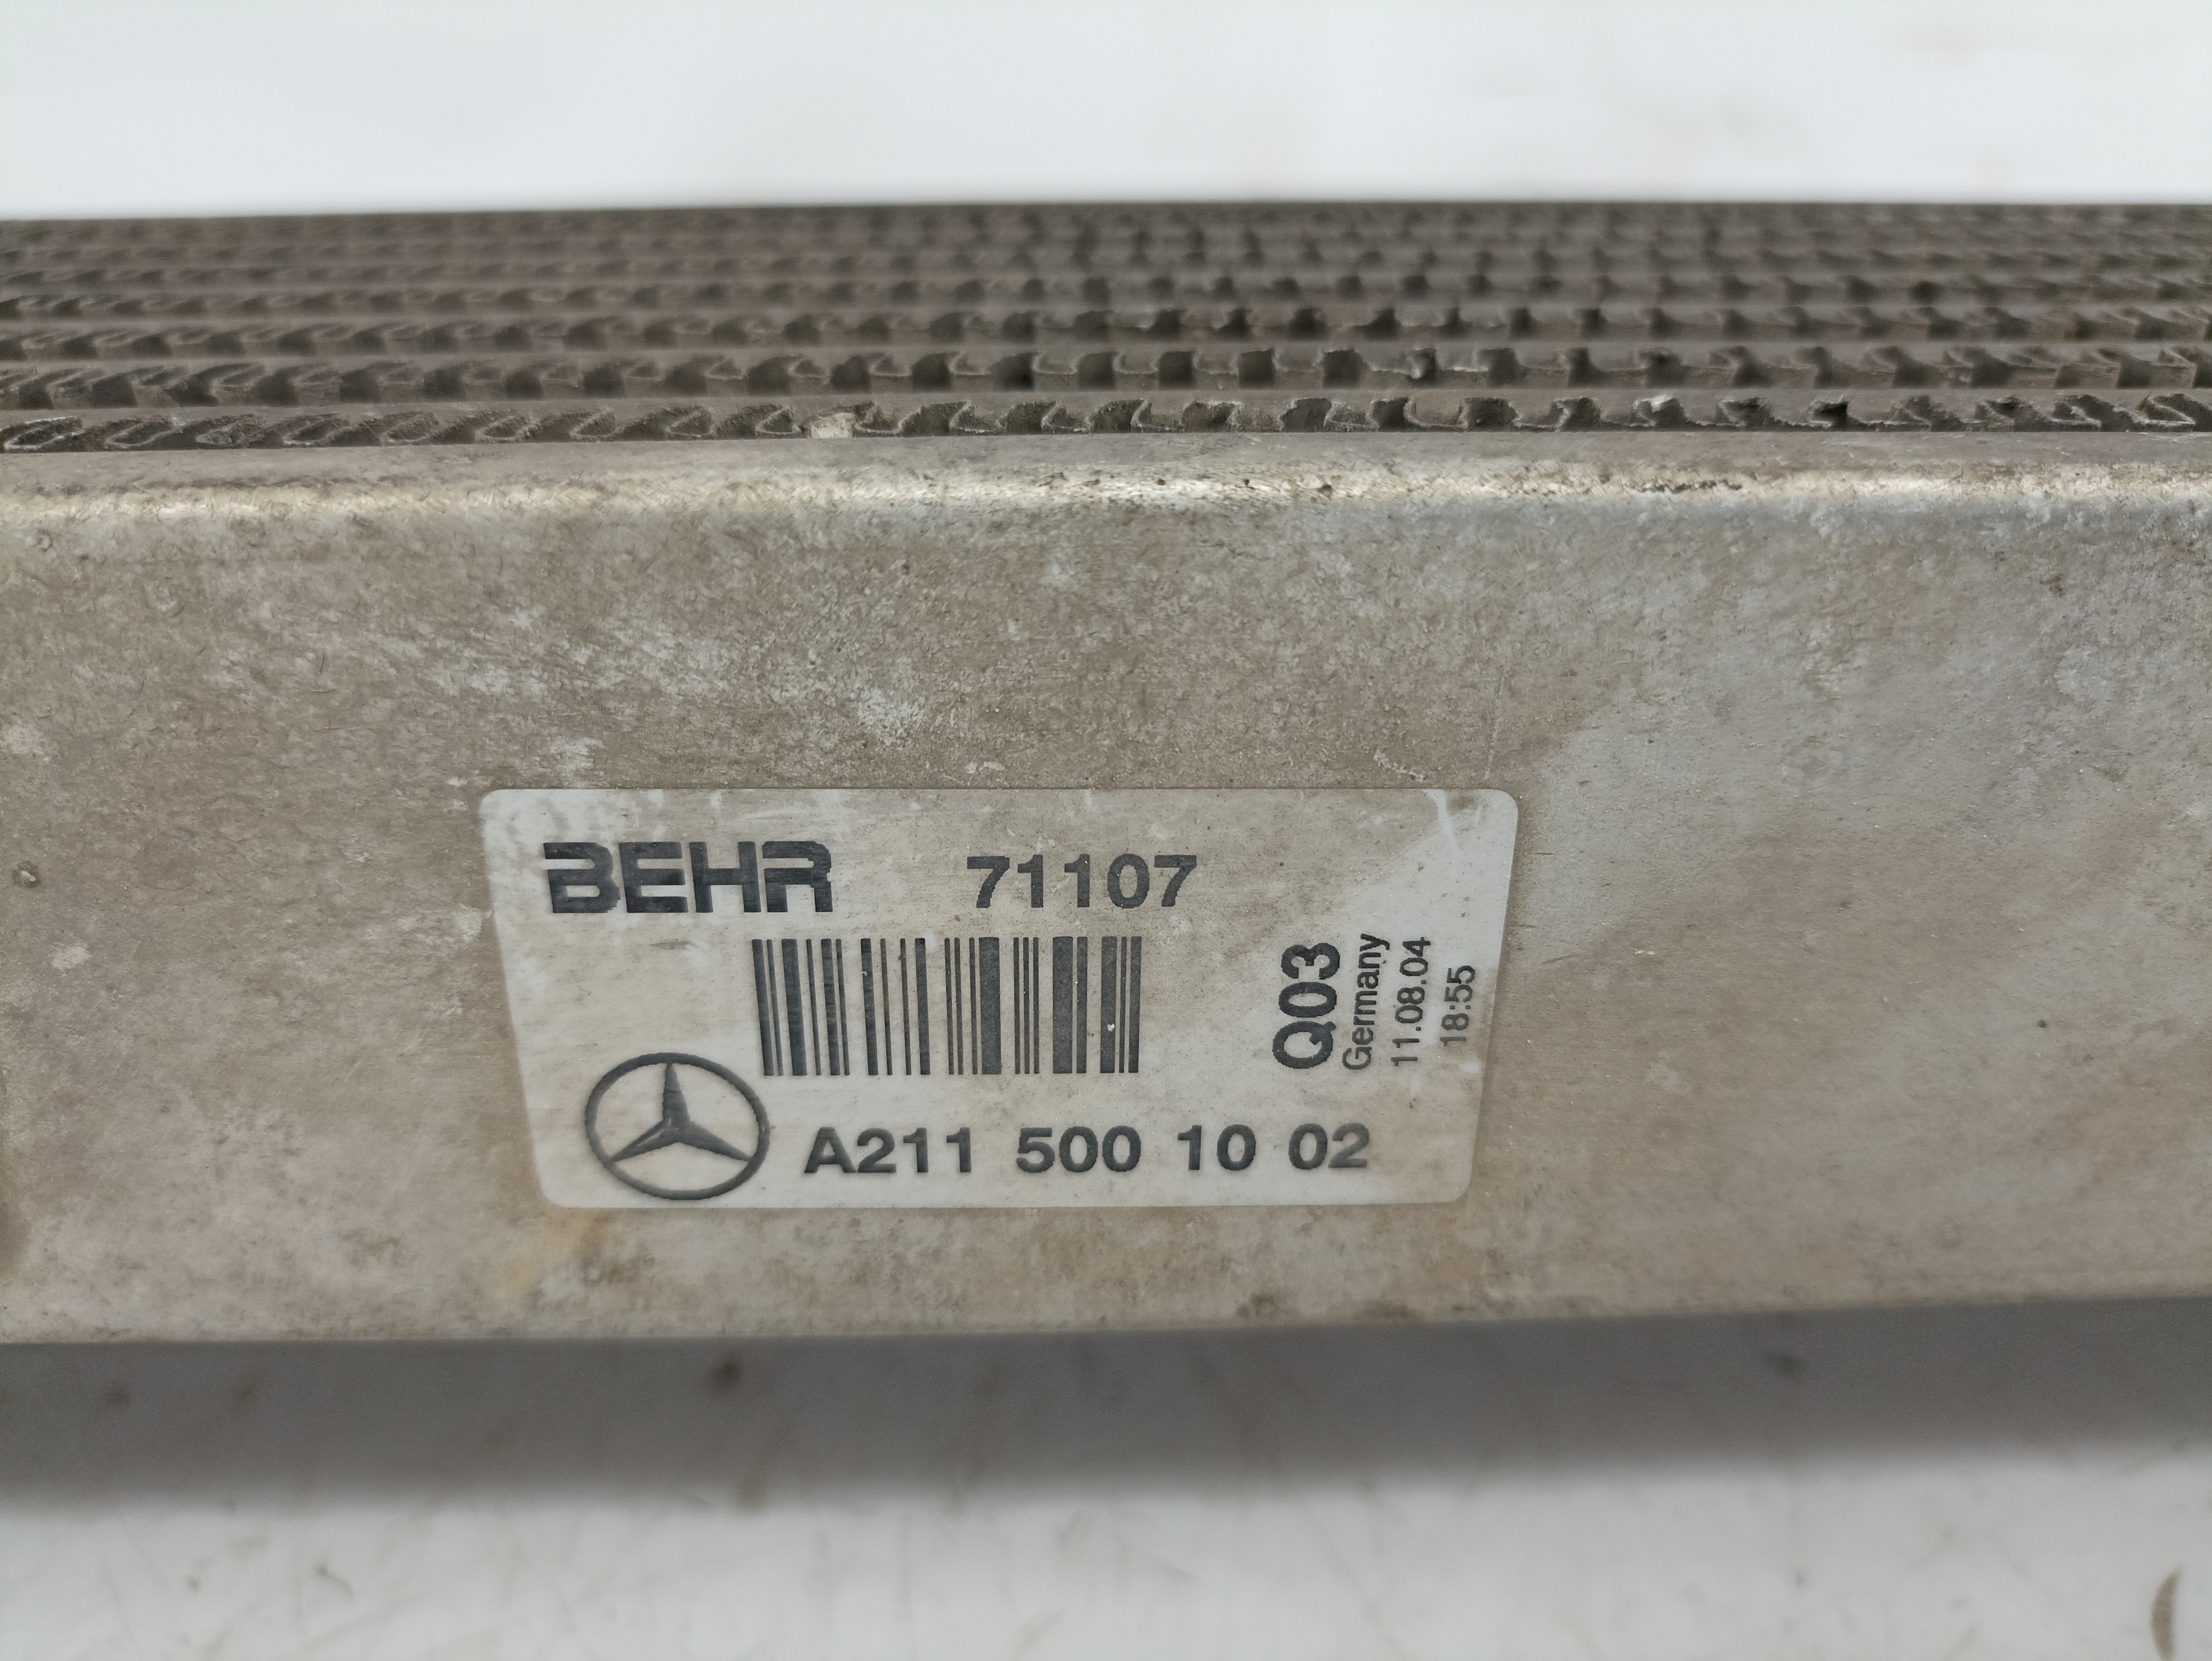 BEHR 71107
Q03
Germany
11.08.04
18:55
A211 500 10 02